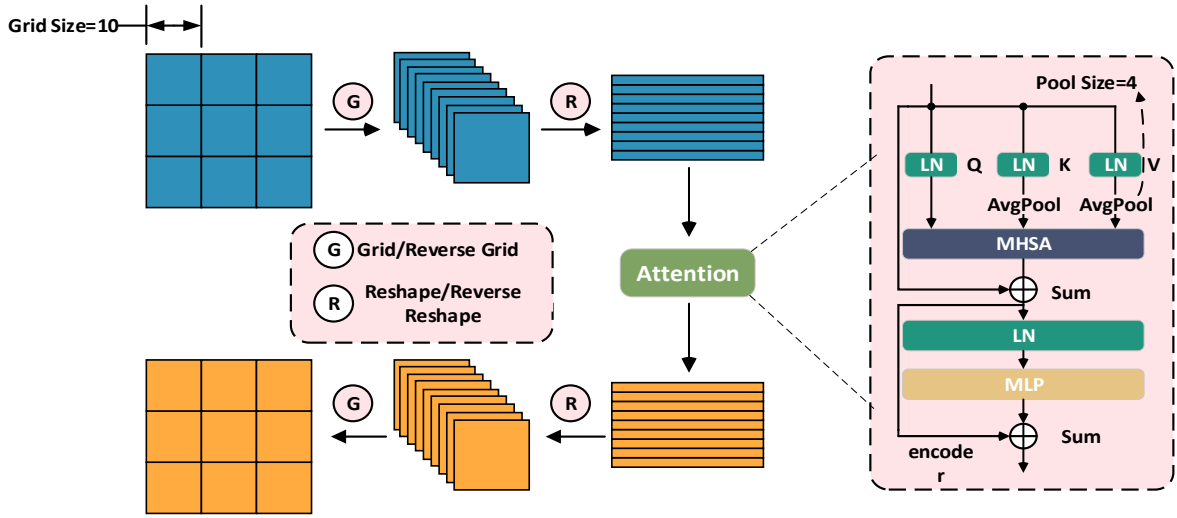 Grid Size=10
G
R
Pool Size=4
LN
Q
LN
K
LN
V
AvgPool
AvgPool
MHSA
Sum
LN
MLP
Sum
encode
r
G
Grid/Reverse Grid
R
Reshape/Reverse
Reshape
Attention
G
R